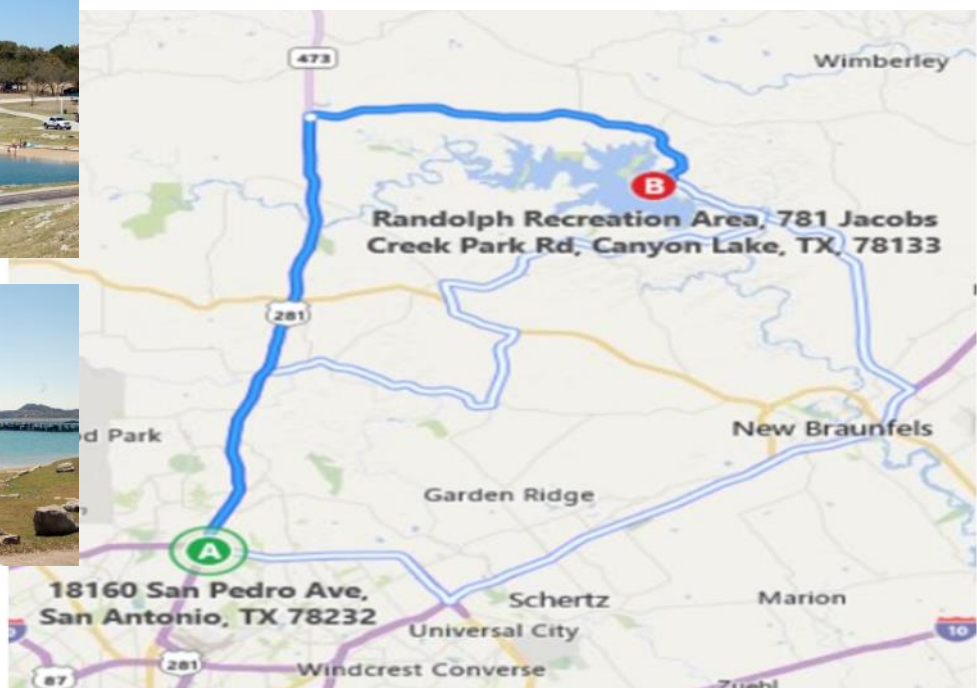 473
Wimberley
B
Randolph Recreation Area, 781 Jacobs
Creek Park Rd, Canyon Lake, TX, 78133
281
d Park
New Braunfels
Garden Ridge
A
18160 San Pedro Ave,
San Antonio, TX 78232
Schertz
Marion
Universal City
10
281
Windcrest Converse
87
Zuehl